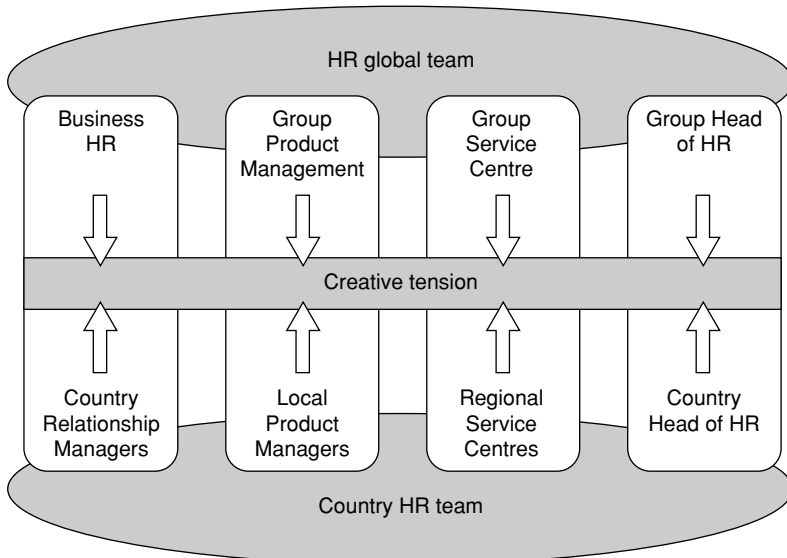 HR global team
Business
HR
Group
Product
Management
Group
Service
Centre
Group Head
of HR
Creative tension
Country
Relationship
Managers
Local
Product
Managers
Regional
Service
Centres
Country
Head of HR
Country HR team